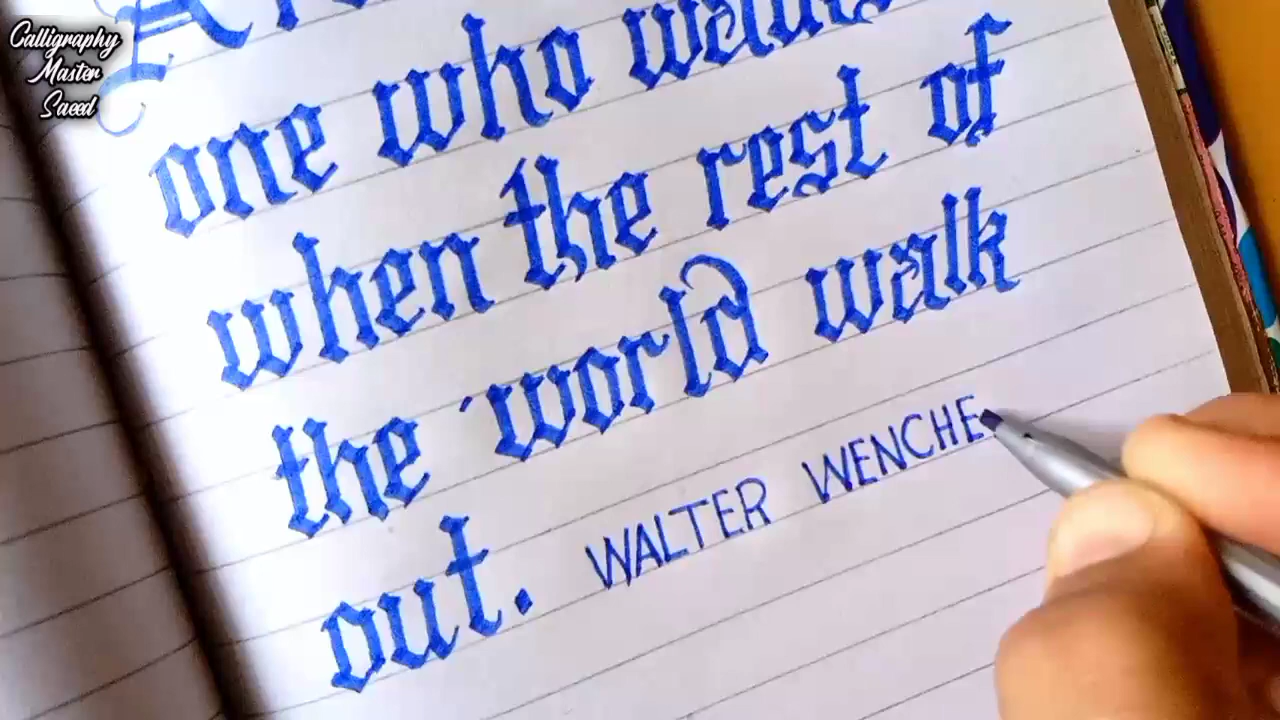 Calligraphy
Master
Saeed
A
one who
when the rest of
the world walk
out. WALTER WENCHE